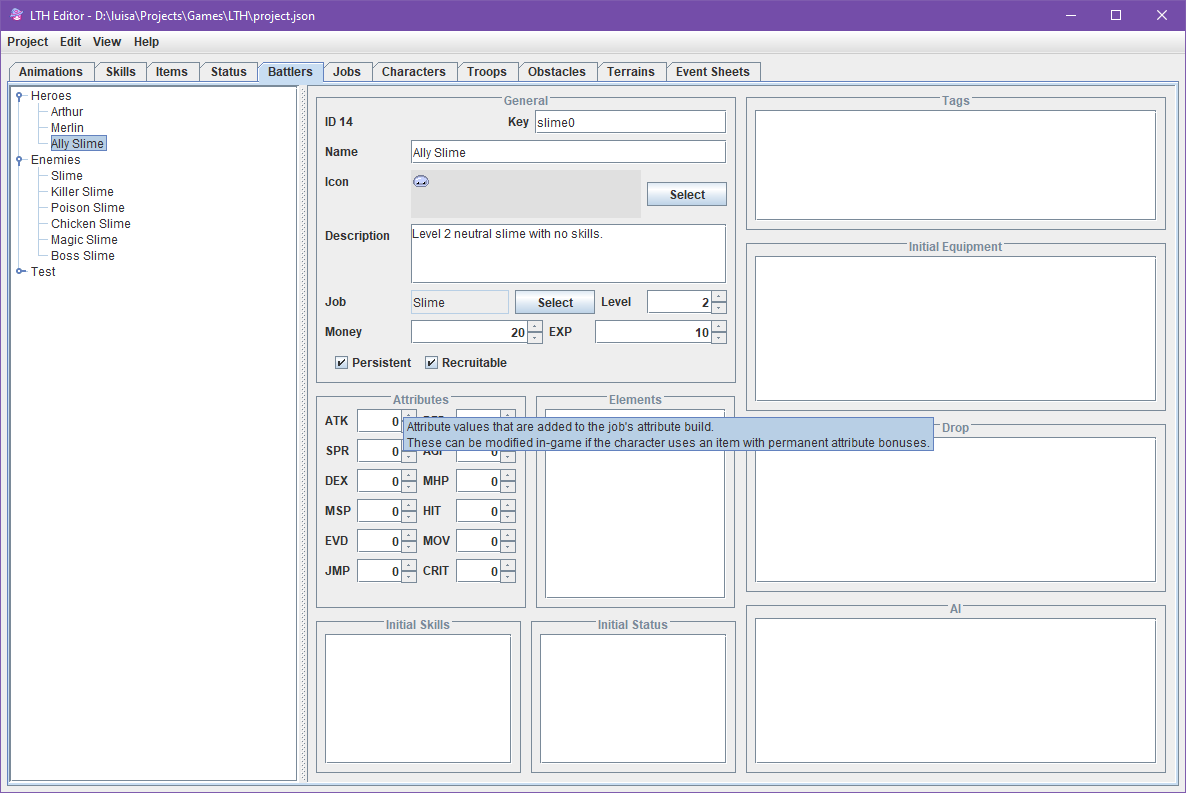 LTH Editor - D:\luisa\Projects\Games\LTH\project.json
Project Edit View Help
Animations Skills Items Status Battlers Jobs Characters Troops Obstacles Terrains Event Sheets
Heroes
Arthur
Merlin
Ally Slime
Enemies
Slime
Killer Slime
Poison Slime
Chicken Slime
Magic Slime
Boss Slime
Test
General
ID 14 Key slime0
Name Ally Slime
Icon Select
Description Level 2 neutral slime with no skills.
Job Slime Select Level 2
Money 20 EXP 10
Persistent Recruitable
Attributes
ATK 0
SPR 0
DEX 0 MHP 0
MSP 0 HIT 0
EVD 0 MOV 0
JMP 0 CRIT 0
Elements
Attribute values that are added to the job's attribute build.
These can be modified in-game if the character uses an item with permanent attribute bonuses.
Initial Skills
Initial Status
Tags
Initial Equipment
Drop
AI